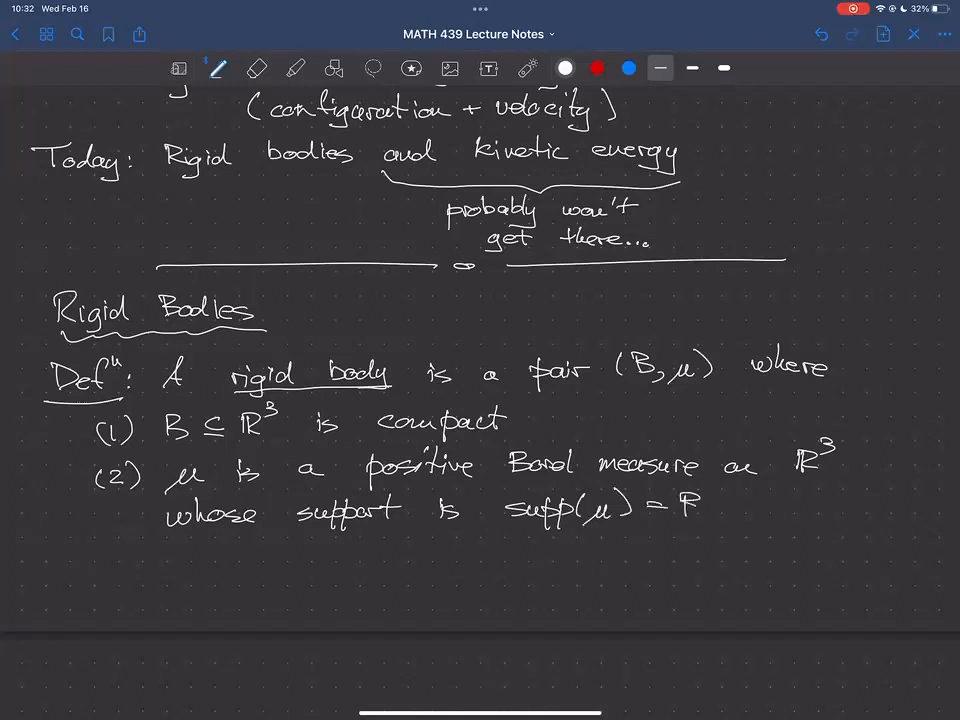 10:32 Wed Feb 16
32%
MATH 439 Lecture Notes
(configuration + velocity)
Today: Rigid bodies and kinetic energy
probably won't
get there...
Rigid Bodies
Defⁿ: A rigid body is a pair (B, μ) where
(1) B ⊆ ℝ³ is compact
(2) μ is a positive Borel measure on ℝ³
whose support is supp(μ) =